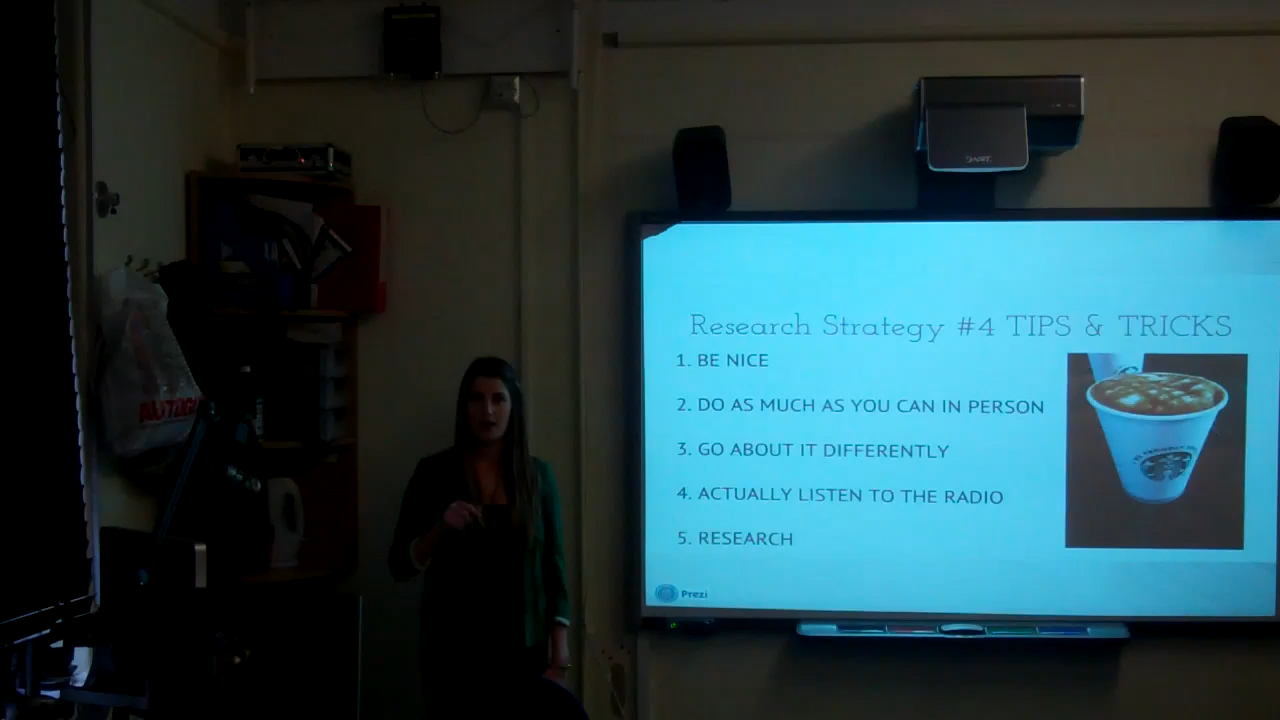 SMART
Research Strategy #4 TIPS & TRICKS
1. BE NICE
2. DO AS MUCH AS YOU CAN IN PERSON
3. GO ABOUT IT DIFFERENTLY
4. ACTUALLY LISTEN TO THE RADIO
5. RESEARCH
Prezi